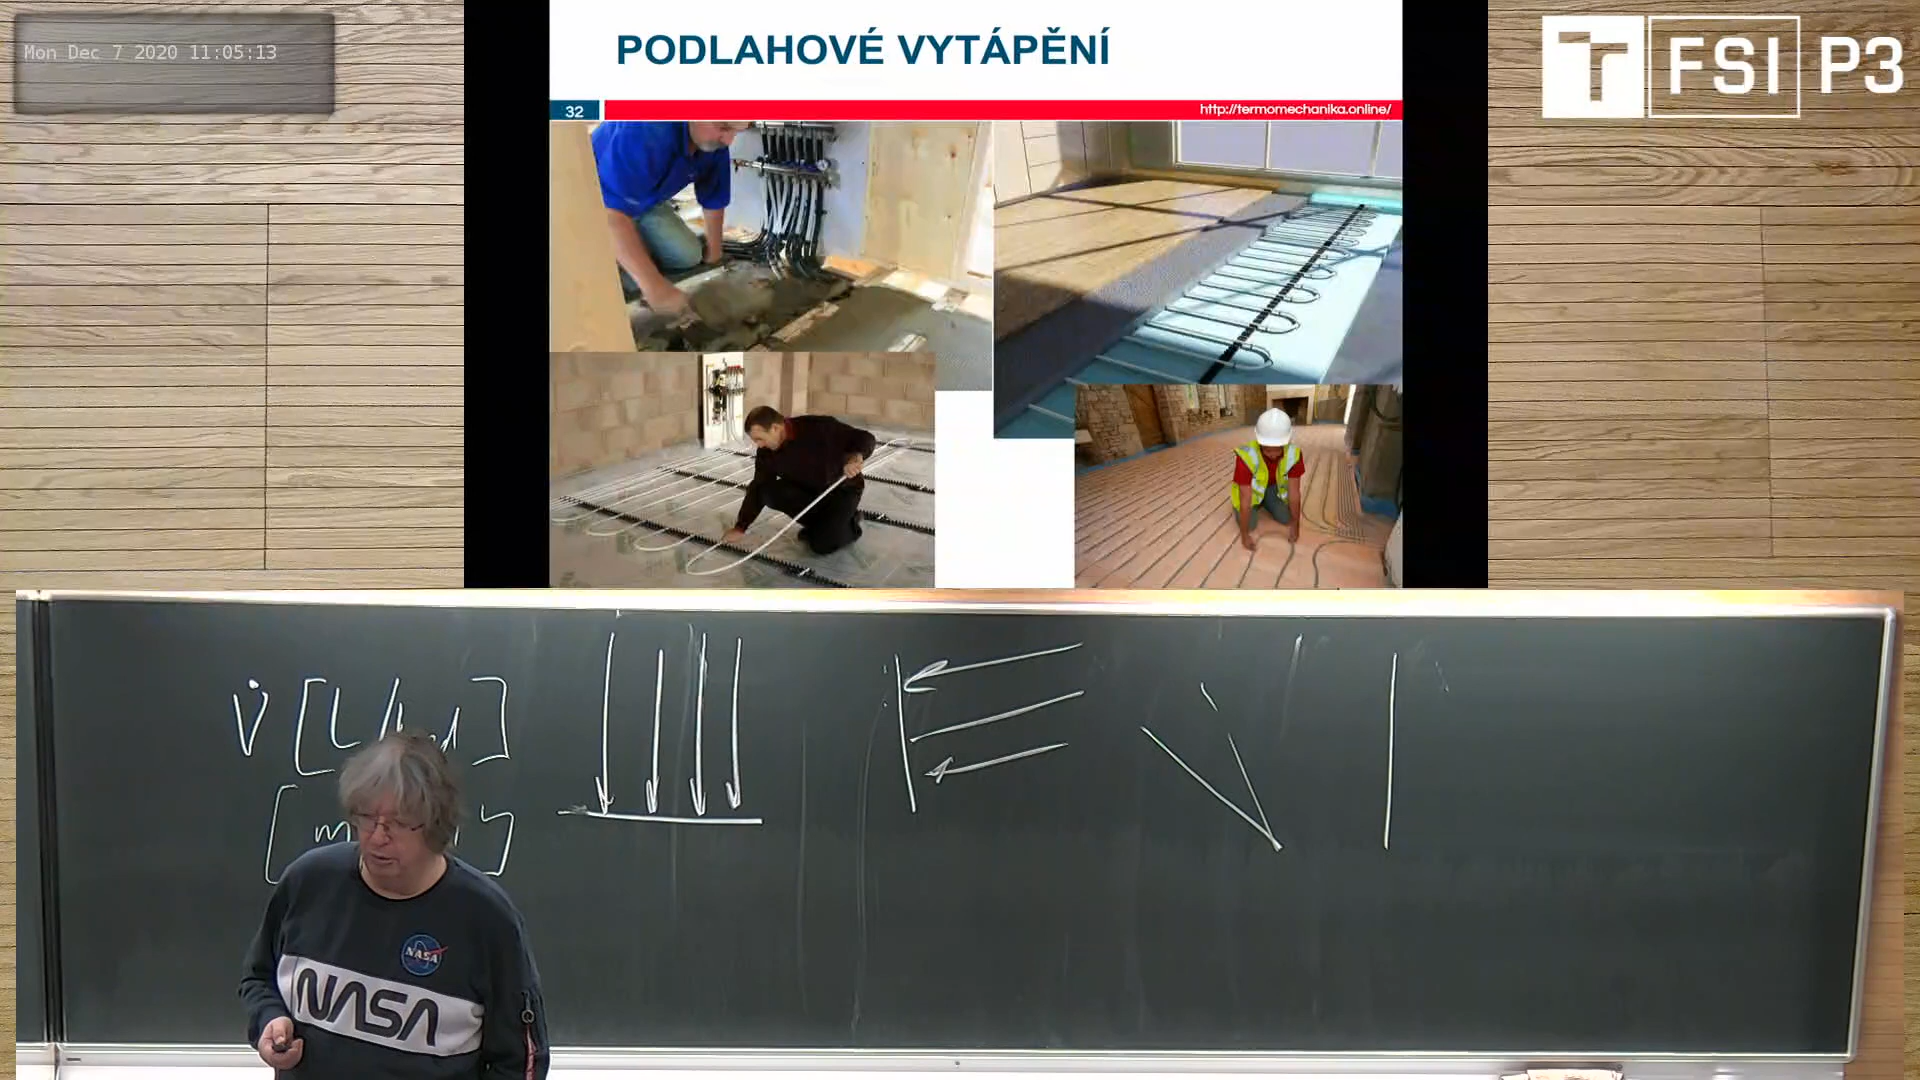 Mon Dec 7 2020 11:05:13
PODLAHOVÉ VYTÁPĚNÍ
32
http://termomechanika.online/
T FSI P3
NASA
NASA